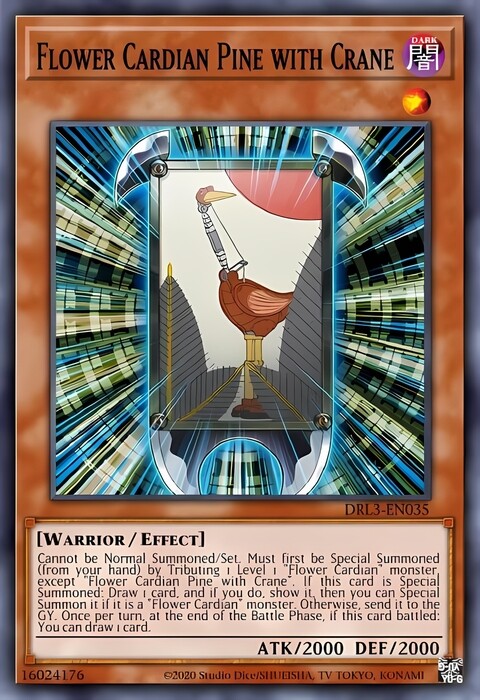 FLOWER CARDIAN PINE WITH CRANE
DARK
闇
DRL3-EN035
[WARRIOR / EFFECT]
Cannot be Normal Summoned/Set. Must first be Special Summoned
(from your hand) by Tributing 1 Level 1 "Flower Cardian" monster,
except "Flower Cardian Pine with Crane". If this card is Special
Summoned: Draw 1 card, and if you do, show it, then you can Special
Summon it if it is a "Flower Cardian" monster. Otherwise, send it to the
GY. Once per turn, at the end of the Battle Phase, if this card battled:
You can draw 1 card.
ATK/2000 DEF/2000
16024176
©2020 Studio Dice/SHUEISHA, TV TOKYO, KONAMI